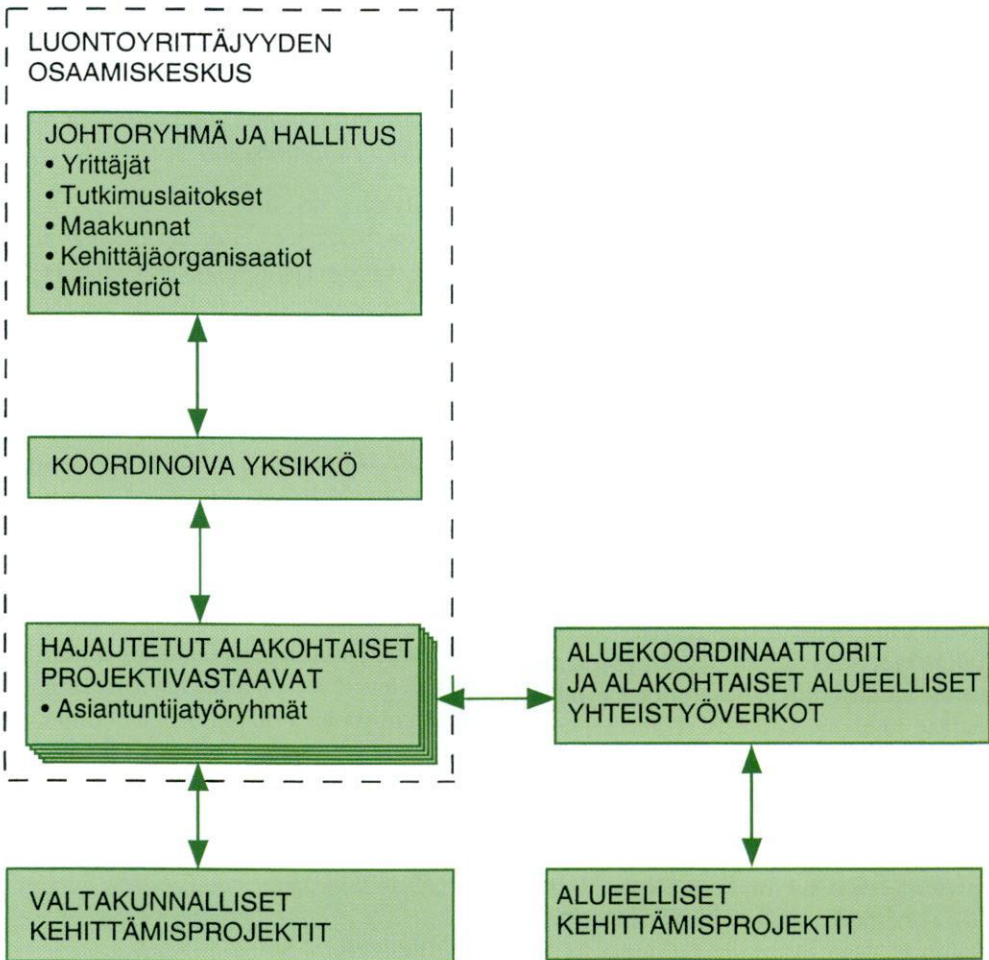 LUONTOYRITTÄJYYDEN
OSAAMISKESKUS
JOHTORYHMÄ JA HALLITUS
• Yrittäjät
• Tutkimuslaitokset
• Maakunnat
• Kehittäjäorganisaatiot
• Ministeriöt
KOORDINOIVA YKSIKKÖ
HAJAUTETUT ALAKOHTAISET
PROJEKTIVASTAAVAT
• Asiantuntijatyöryhmät
ALUEKOORDINAATTORIT
JA ALAKOHTAISET ALUEELLISET
YHTEISTYÖVERKOT
VALTAKUNNALLISET
KEHITTÄMISPROJEKTIT
ALUEELLISET
KEHITTÄMISPROJEKTIT